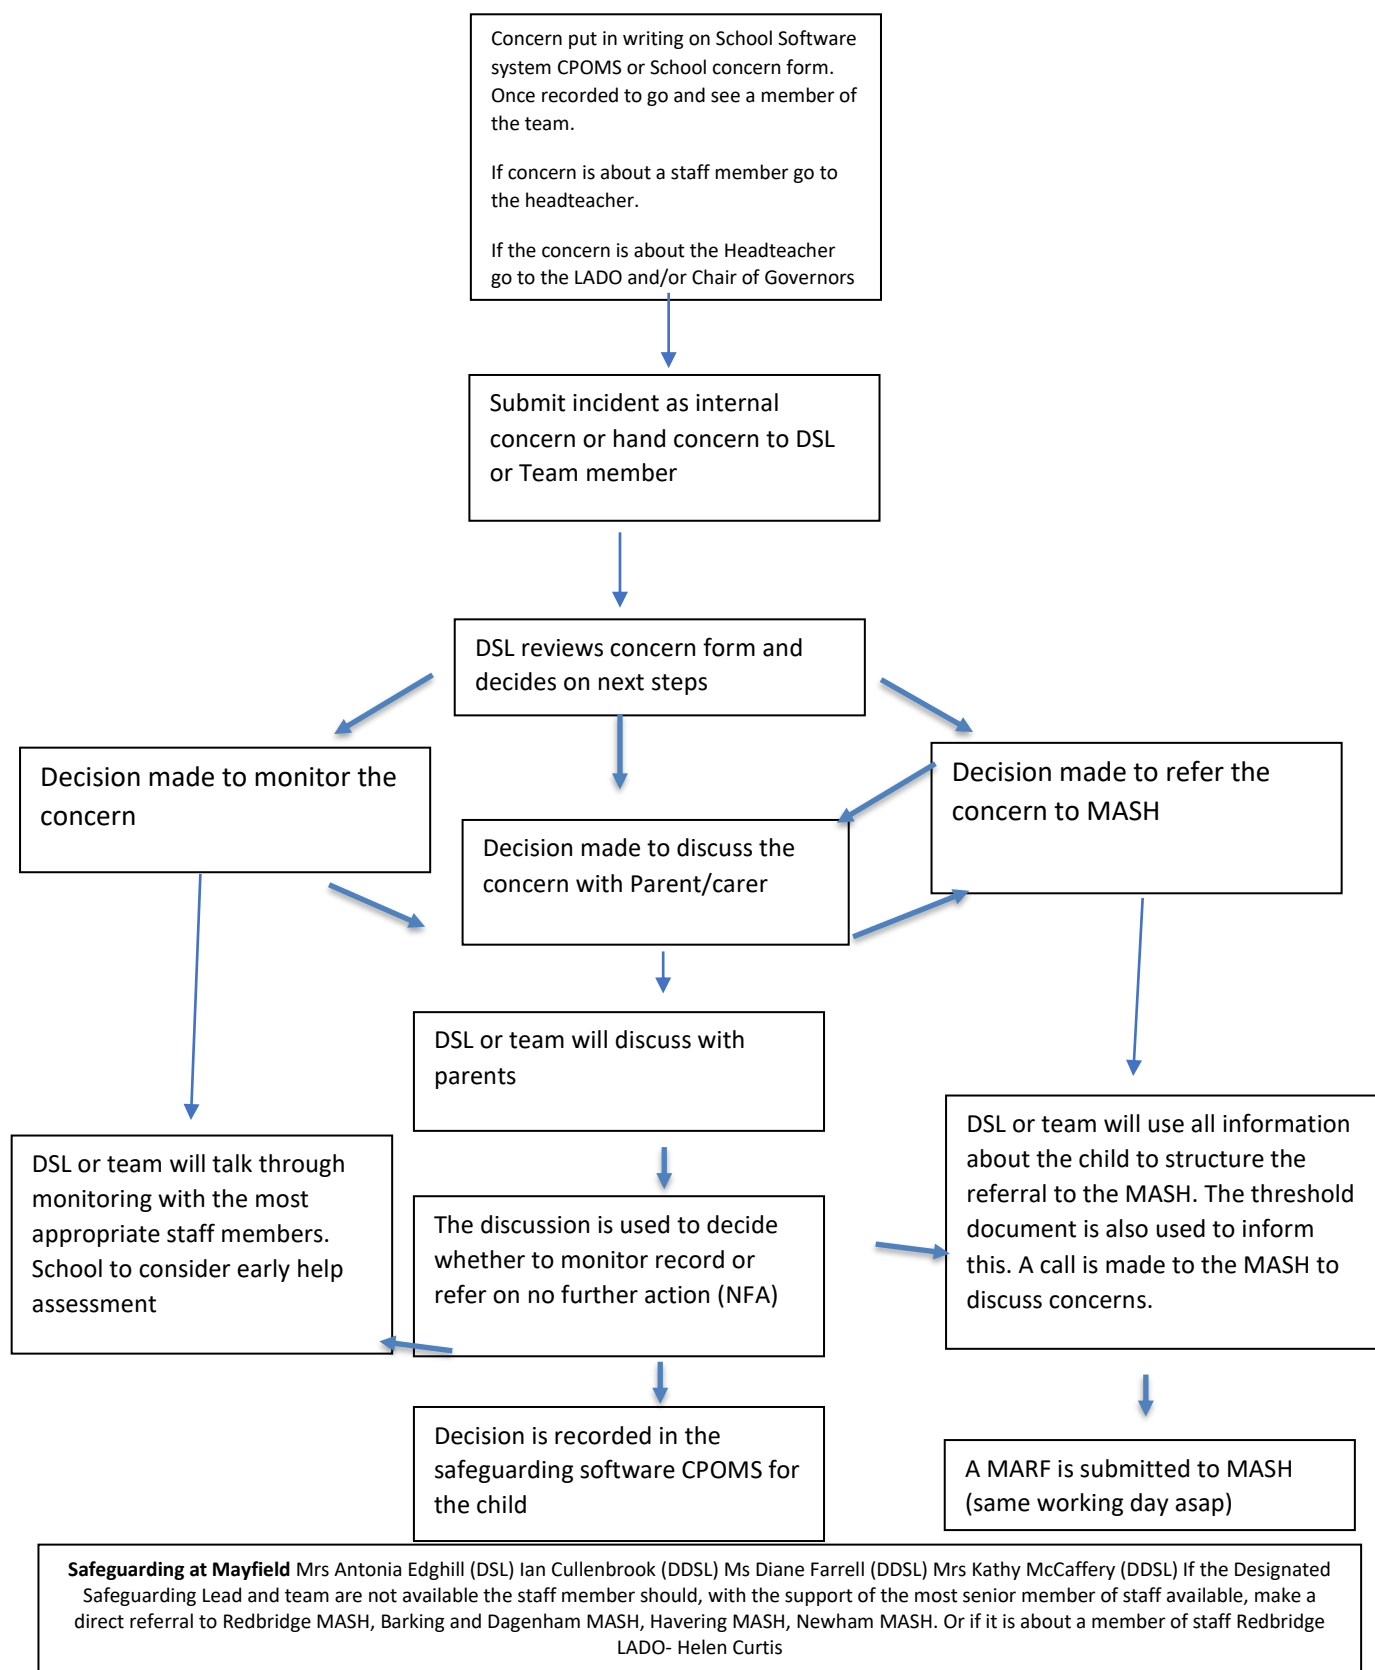 Concern put in writing on School Software
system CPOMS or School concern form.
Once recorded to go and see a member of
the team.
If concern is about a staff member go to
the headteacher.
If the concern is about the Headteacher
go to the LADO and/or Chair of Governors
Submit incident as internal
concern or hand concern to DSL
or Team member
DSL reviews concern form and
decides on next steps
Decision made to monitor the
concern
Decision made to discuss the
concern with Parent/carer
Decision made to refer the
concern to MASH
DSL or team will discuss with
parents
DSL or team will talk through
monitoring with the most
appropriate staff members.
School to consider early help
assessment
The discussion is used to decide
whether to monitor record or
refer on no further action (NFA)
DSL or team will use all information
about the child to structure the
referral to the MASH. The threshold
document is also used to inform
this. A call is made to the MASH to
discuss concerns.
Decision is recorded in the
safeguarding software CPOMS for
the child
A MARF is submitted to MASH
(same working day asap)
Safeguarding at Mayfield Mrs Antonia Edghill (DSL) Ian Cullenbrook (DDSL) Ms Diane Farrell (DDSL) Mrs Kathy McCaffery (DDSL) If the Designated
Safeguarding Lead and team are not available the staff member should, with the support of the most senior member of staff available, make a
direct referral to Redbridge MASH, Barking and Dagenham MASH, Havering MASH, Newham MASH. Or if it is about a member of staff Redbridge
LADO- Helen Curtis